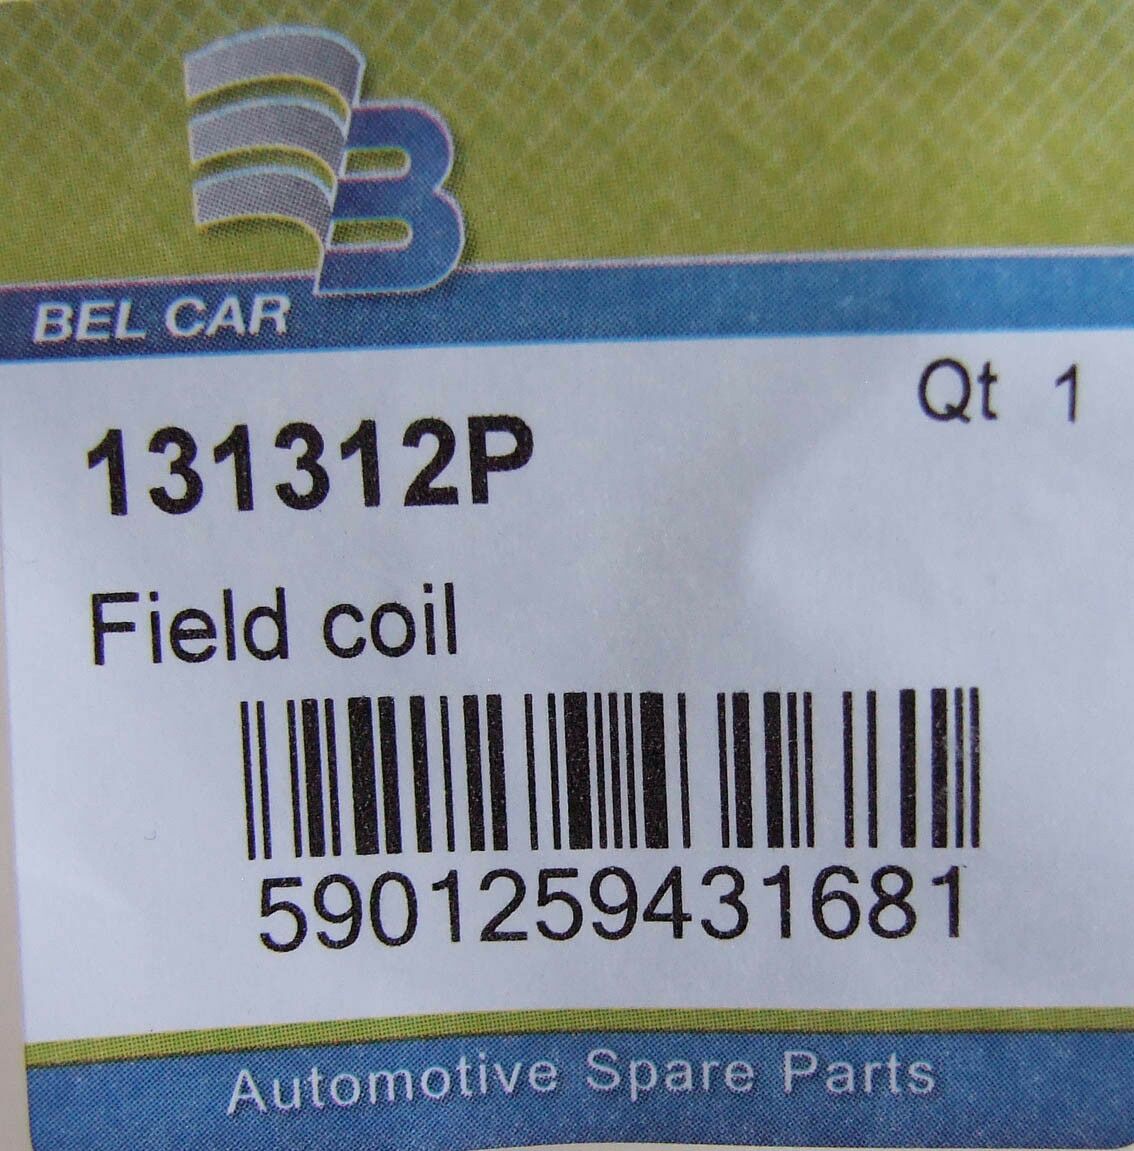 B
BEL CAR
Qt 1
131312P
Field coil
5901259431681
Automotive Spare Parts